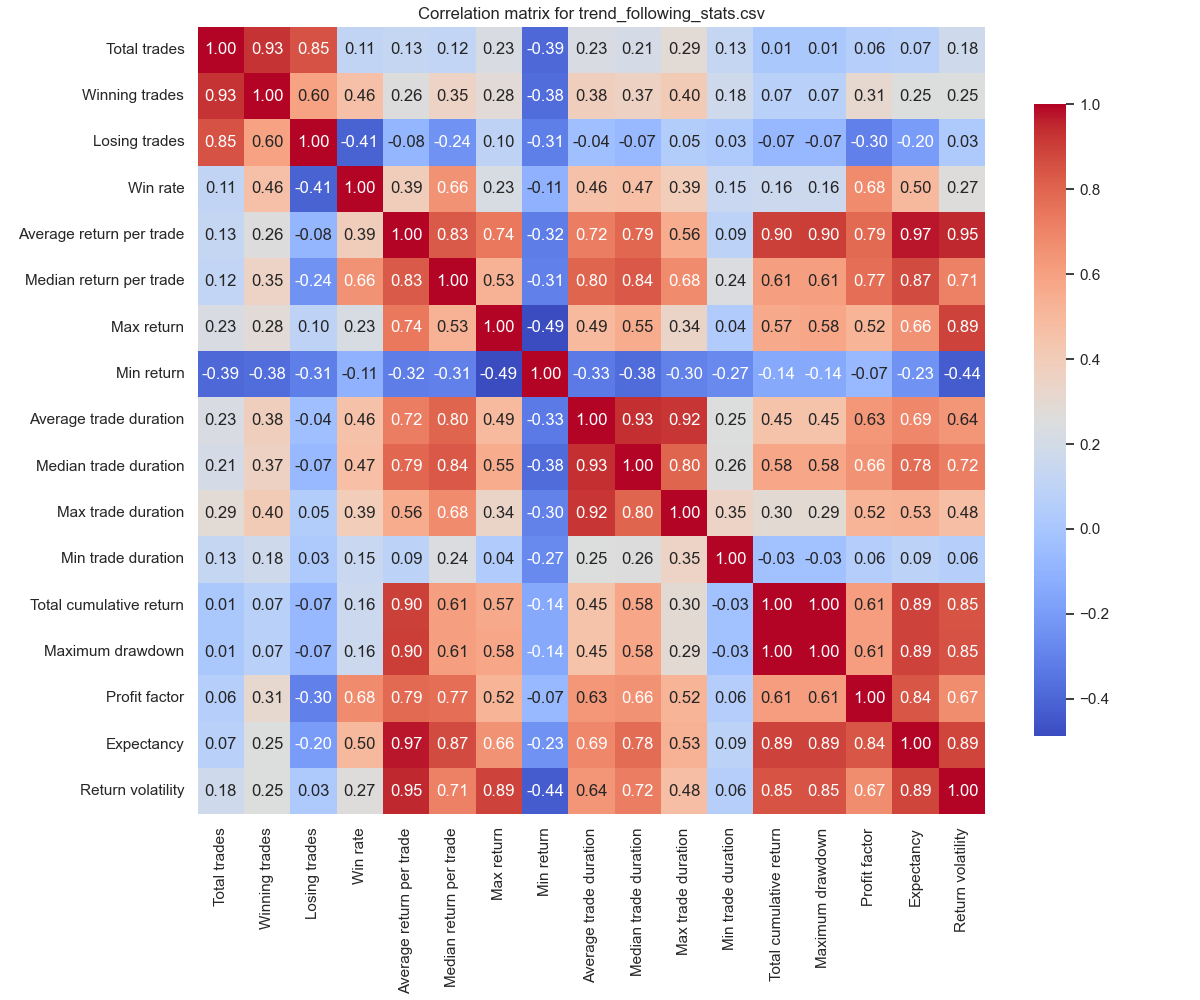 Correlation matrix for trend_following_stats.csv
Total trades 1.00 0.93 0.85 0.11 0.13 0.12 0.23 -0.39 0.23 0.21 0.29 0.13 0.01 0.01 0.06 0.07 0.18
Winning trades 0.93 1.00 0.60 0.46 0.26 0.35 0.28 -0.38 0.38 0.37 0.40 0.18 0.07 0.07 0.31 0.25 0.25
Losing trades 0.85 0.60 1.00 -0.41 -0.08 -0.24 0.10 -0.31 -0.04 -0.07 0.05 0.03 -0.07 -0.07 -0.30 -0.20 0.03
Win rate 0.11 0.46 -0.41 1.00 0.39 0.66 0.23 -0.11 0.46 0.47 0.39 0.15 0.16 0.16 0.68 0.50 0.27
Average return per trade 0.13 0.26 -0.08 0.39 1.00 0.83 0.74 -0.32 0.72 0.79 0.56 0.09 0.90 0.90 0.79 0.97 0.95
Median return per trade 0.12 0.35 -0.24 0.66 0.83 1.00 0.53 -0.31 0.80 0.84 0.68 0.24 0.61 0.61 0.77 0.87 0.71
Max return 0.23 0.28 0.10 0.23 0.74 0.53 1.00 -0.49 0.49 0.55 0.34 0.04 0.57 0.58 0.52 0.66 0.89
Min return -0.39 -0.38 -0.31 -0.11 -0.32 -0.31 -0.49 1.00 -0.33 -0.38 -0.30 -0.27 -0.14 -0.14 -0.07 -0.23 -0.44
Average trade duration 0.23 0.38 -0.04 0.46 0.72 0.80 0.49 -0.33 1.00 0.93 0.92 0.25 0.45 0.45 0.63 0.69 0.64
Median trade duration 0.21 0.37 -0.07 0.47 0.79 0.84 0.55 -0.38 0.93 1.00 0.80 0.26 0.58 0.58 0.66 0.78 0.72
Max trade duration 0.29 0.40 0.05 0.39 0.56 0.68 0.34 -0.30 0.92 0.80 1.00 0.35 0.30 0.29 0.52 0.53 0.48
Min trade duration 0.13 0.18 0.03 0.15 0.09 0.24 0.04 -0.27 0.25 0.26 0.35 1.00 -0.03 -0.03 0.06 0.09 0.06
Total cumulative return 0.01 0.07 -0.07 0.16 0.90 0.61 0.57 -0.14 0.45 0.58 0.30 -0.03 1.00 1.00 0.61 0.89 0.85
Maximum drawdown 0.01 0.07 -0.07 0.16 0.90 0.61 0.58 -0.14 0.45 0.58 0.29 -0.03 1.00 1.00 0.61 0.89 0.85
Profit factor 0.06 0.31 -0.30 0.68 0.79 0.77 0.52 -0.07 0.63 0.66 0.52 0.06 0.61 0.61 1.00 0.84 0.67
Expectancy 0.07 0.25 -0.20 0.50 0.97 0.87 0.66 -0.23 0.69 0.78 0.53 0.09 0.89 0.89 0.84 1.00 0.89
Return volatility 0.18 0.25 0.03 0.27 0.95 0.71 0.89 -0.44 0.64 0.72 0.48 0.06 0.85 0.85 0.67 0.89 1.00
Total trades
Winning trades
Losing trades
Win rate
Average return per trade
Median return per trade
Max return
Min return
Average trade duration
Median trade duration
Max trade duration
Min trade duration
Total cumulative return
Maximum drawdown
Profit factor
Expectancy
Return volatility
1.0
0.8
0.6
0.4
0.2
0.0
−0.2
−0.4